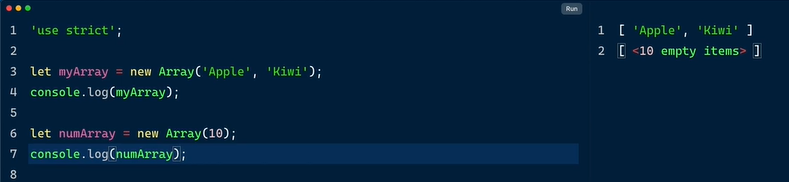 Run
1 'use strict';
2
3 let myArray = new Array('Apple', 'Kiwi');
4 console.log(myArray);
5
6 let numArray = new Array(10);
7 console.log(numArray);
8
1 [ 'Apple', 'Kiwi' ]
2 [ <10 empty items> ]